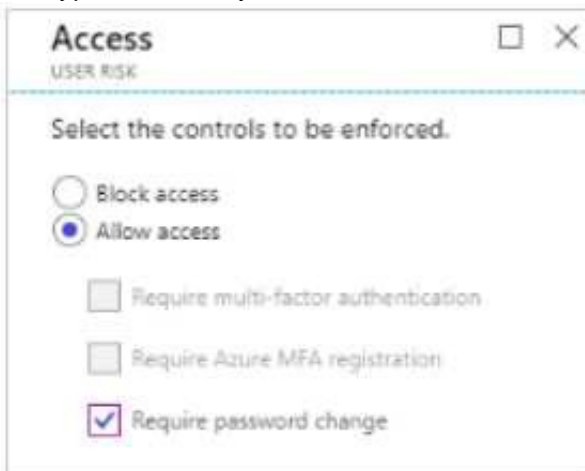 Access
USER RISK
Select the controls to be enforced.
Block access
Allow access
Require multi-factor authentication
Require Azure MFA registration
Require password change